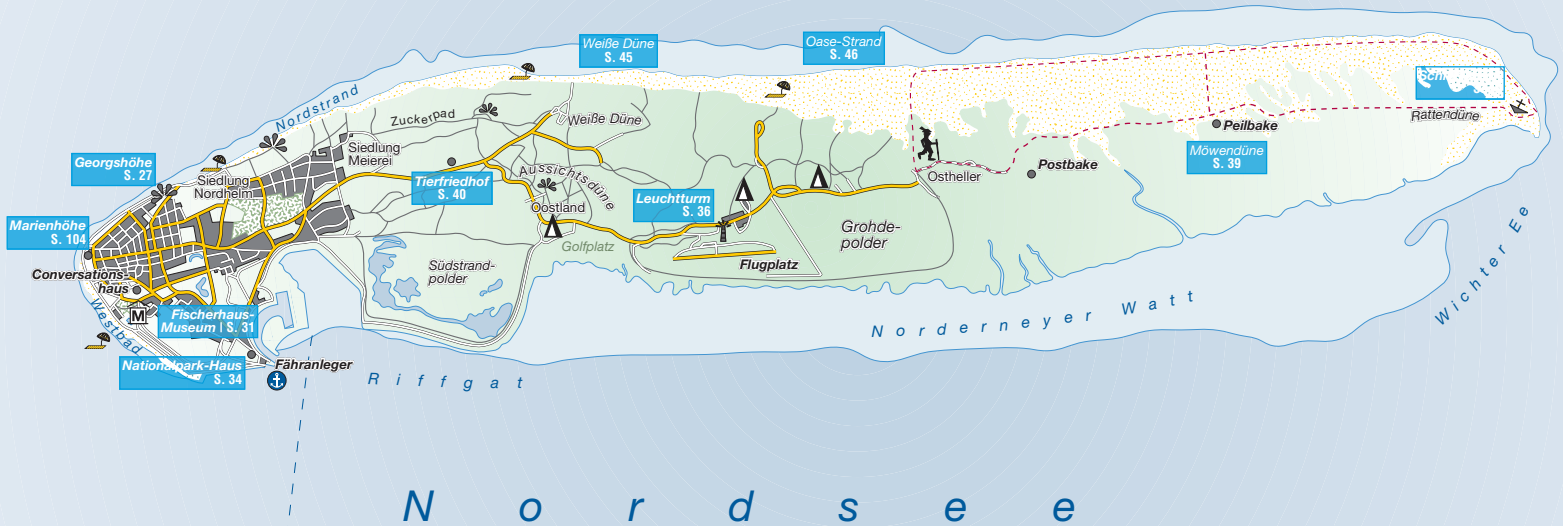 Weiße Düne
S. 45
Oase-Strand
S. 46
Nordstrand
Zuckerpad
Weiße Düne
Rattendüne
Peilbake
Siedlung
Meierei
Georgshöhe
S. 27
Siedlung
Nordhelm
Tierfriedhof
S. 40
Aussichtsdüne
Möwendüne
S. 39
Postbake
Ostheller
Oostland
Leuchtturm
S. 36
Marienhöhe
S. 104
Golfplatz
Grohde-
polder
Wichter Ee
Conversations-
haus
Südstrand-
polder
Flugplatz
Westbad
M
Fischerhaus-
Museum | S. 31
Norderneyer Watt
Nationalpark-Haus
S. 34
Fähranleger
Riffgat
Nordsee